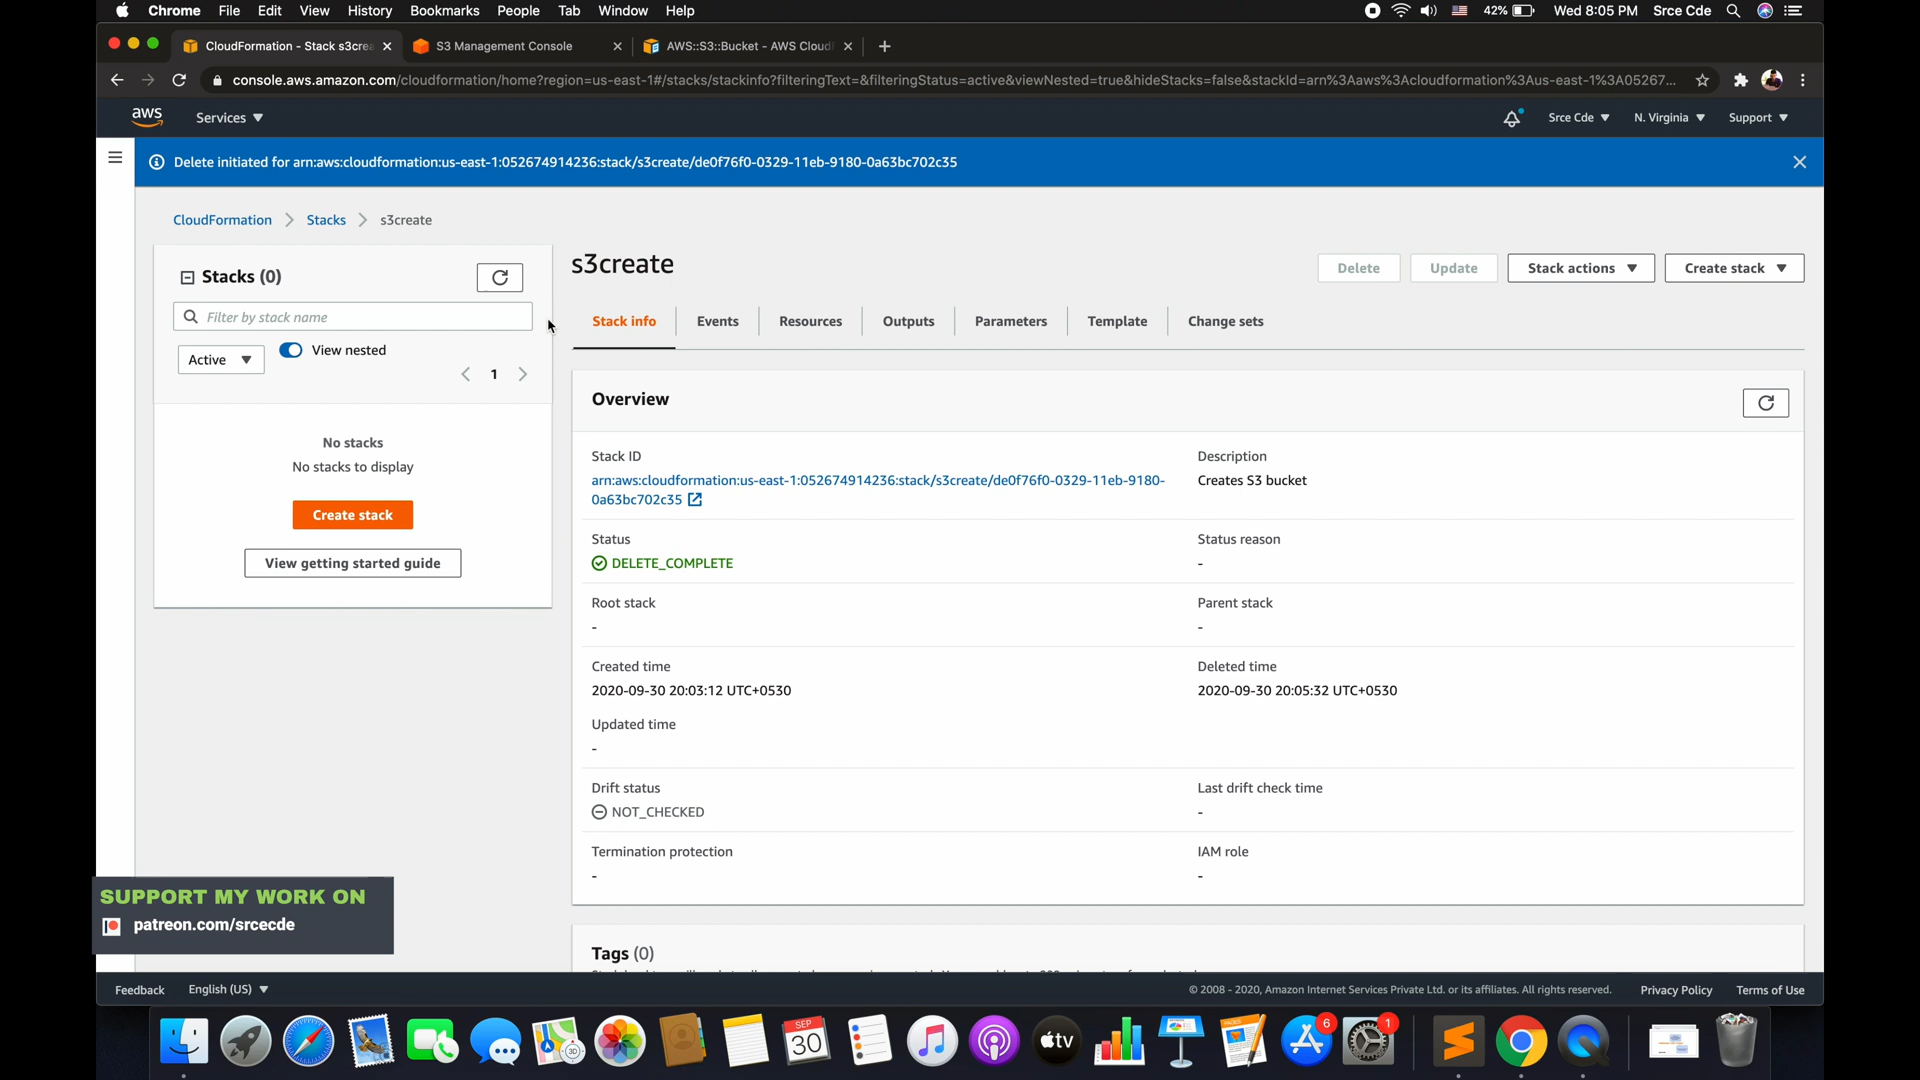 Chrome File Edit View History Bookmarks People Tab Window Help 42% Wed 8:05 PM Srce Cde
CloudFormation - Stack s3crea S3 Management Console AWS::S3::Bucket - AWS Cloud
console.aws.amazon.com/cloudformation/home?region=us-east-1#/stacks/stackinfo?filteringText=&filteringStatus=active&viewNested=true&hideStacks=false&stackId=arn%3Aaws%3Acloudformation%3Aus-east-1%3A05267...
aws Services Srce Cde N. Virginia Support
Delete initiated for arn:aws:cloudformation:us-east-1:052674914236:stack/s3create/de0f76f0-0329-11eb-9180-0a63bc702c35
CloudFormation Stacks s3create
Stacks (0)
Filter by stack name
Active View nested
1
No stacks
No stacks to display
Create stack
View getting started guide
s3create
Delete Update Stack actions Create stack
Stack info Events Resources Outputs Parameters Template Change sets
Overview
Stack ID
arn:aws:cloudformation:us-east-1:052674914236:stack/s3create/de0f76f0-0329-11eb-9180-
0a63bc702c35
Description
Creates S3 bucket
Status
DELETE_COMPLETE
Status reason
-
Root stack
-
Parent stack
-
Created time
2020-09-30 20:03:12 UTC+0530
Deleted time
2020-09-30 20:05:32 UTC+0530
Updated time
-
Drift status
NOT_CHECKED
Last drift check time
-
Termination protection
-
IAM role
-
Tags (0)
SUPPORT MY WORK ON
patreon.com/srcecde
Feedback English (US) © 2008 - 2020, Amazon Internet Services Private Ltd. or its affiliates. All rights reserved. Privacy Policy Terms of Use
SEP
30
3D
tv
PAGES
6
1